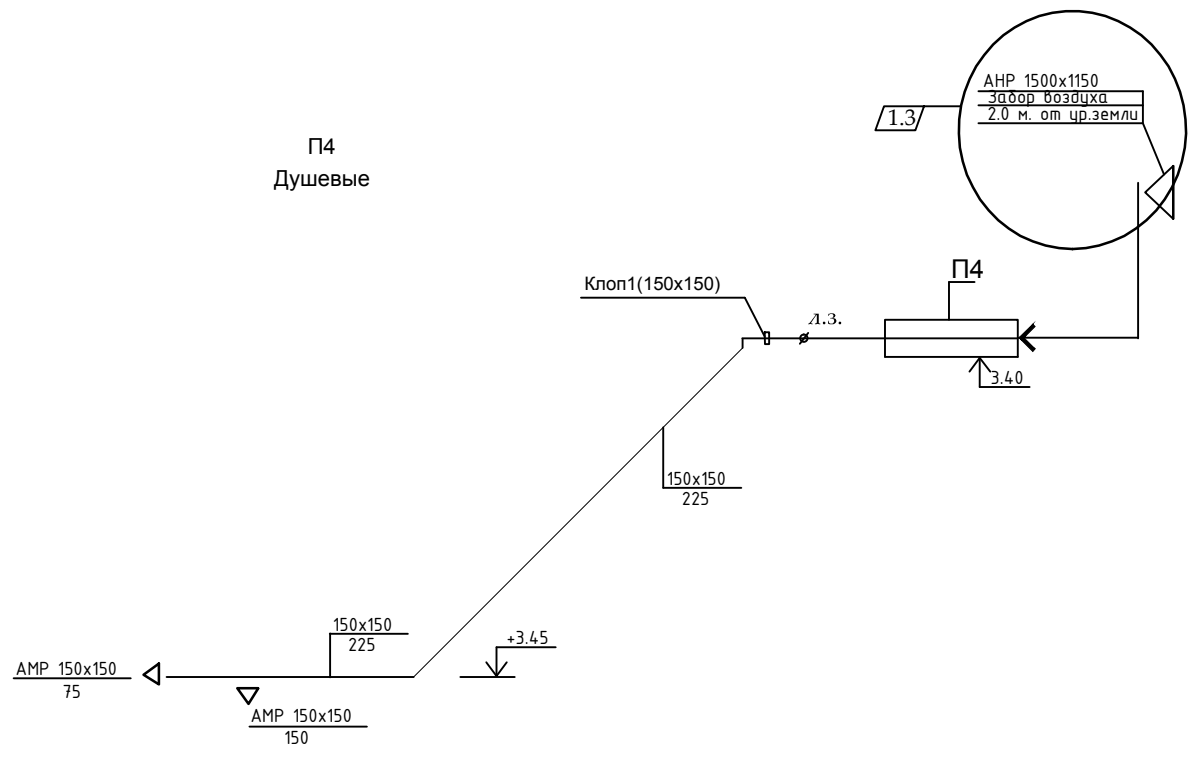 АНР 1500х1150
Забор воздуха
2.0 м. от ур.земли
1.3
П4
Душевые
П4
Клоп1(150х150)
л.з.
3.40
150х150
225
150х150
225
+3.45
АМР 150х150
75
АМР 150х150
150